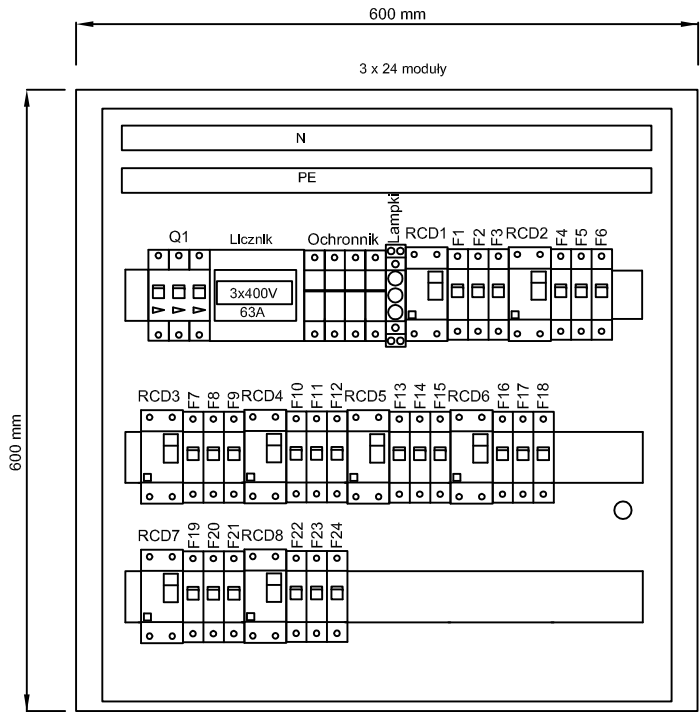 600 mm
3 x 24 moduły
600 mm
N
PE
Q1
Licznik
Ochronnik
Lampki
RCD1
F1
F2
F3
RCD2
F4
F5
F6
3x400V
63A
RCD3
F7
F8
F9
RCD4
F10
F11
F12
RCD5
F13
F14
F15
RCD6
F16
F17
F18
RCD7
F19
F20
F21
RCD8
F22
F23
F24